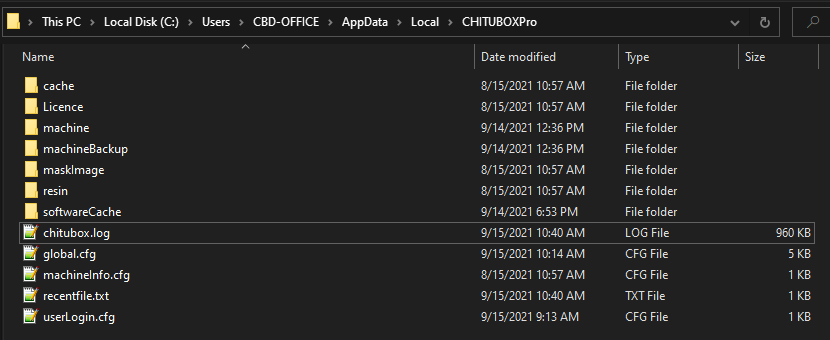 This PC > Local Disk (C:) > Users > CBD-OFFICE > AppData > Local > CHITUBOXPro >
Name Date modified Type Size
cache 8/15/2021 10:57 AM File folder
Licence 8/15/2021 10:57 AM File folder
machine 9/14/2021 12:36 PM File folder
machineBackup 9/14/2021 12:36 PM File folder
maskImage 8/15/2021 10:57 AM File folder
resin 8/15/2021 10:57 AM File folder
softwareCache 9/14/2021 6:53 PM File folder
chitubox.log 9/15/2021 10:40 AM LOG File 960 KB
global.cfg 9/15/2021 10:14 AM CFG File 5 KB
machineInfo.cfg 8/15/2021 10:57 AM CFG File 1 KB
recentfile.txt 9/15/2021 10:40 AM TXT File 1 KB
userLogin.cfg 9/15/2021 9:13 AM CFG File 1 KB